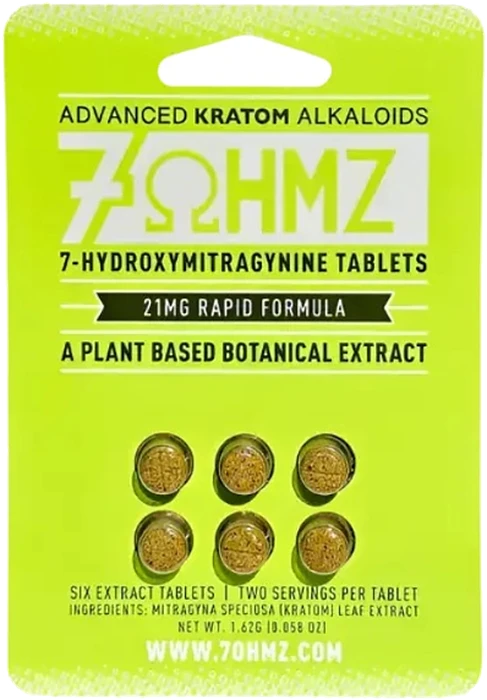 ADVANCED KRATOM ALKALOIDS
7ΩHMZ
7-HYDROXYMITRAGYNINE TABLETS
21MG RAPID FORMULA
A PLANT BASED BOTANICAL EXTRACT
SIX EXTRACT TABLETS | TWO SERVINGS PER TABLET
INGREDIENTS: MITRAGYNA SPECIOSA (KRATOM) LEAF EXTRACT
NET WT. 1.62G (0.058 OZ)
WWW.7OHMZ.COM